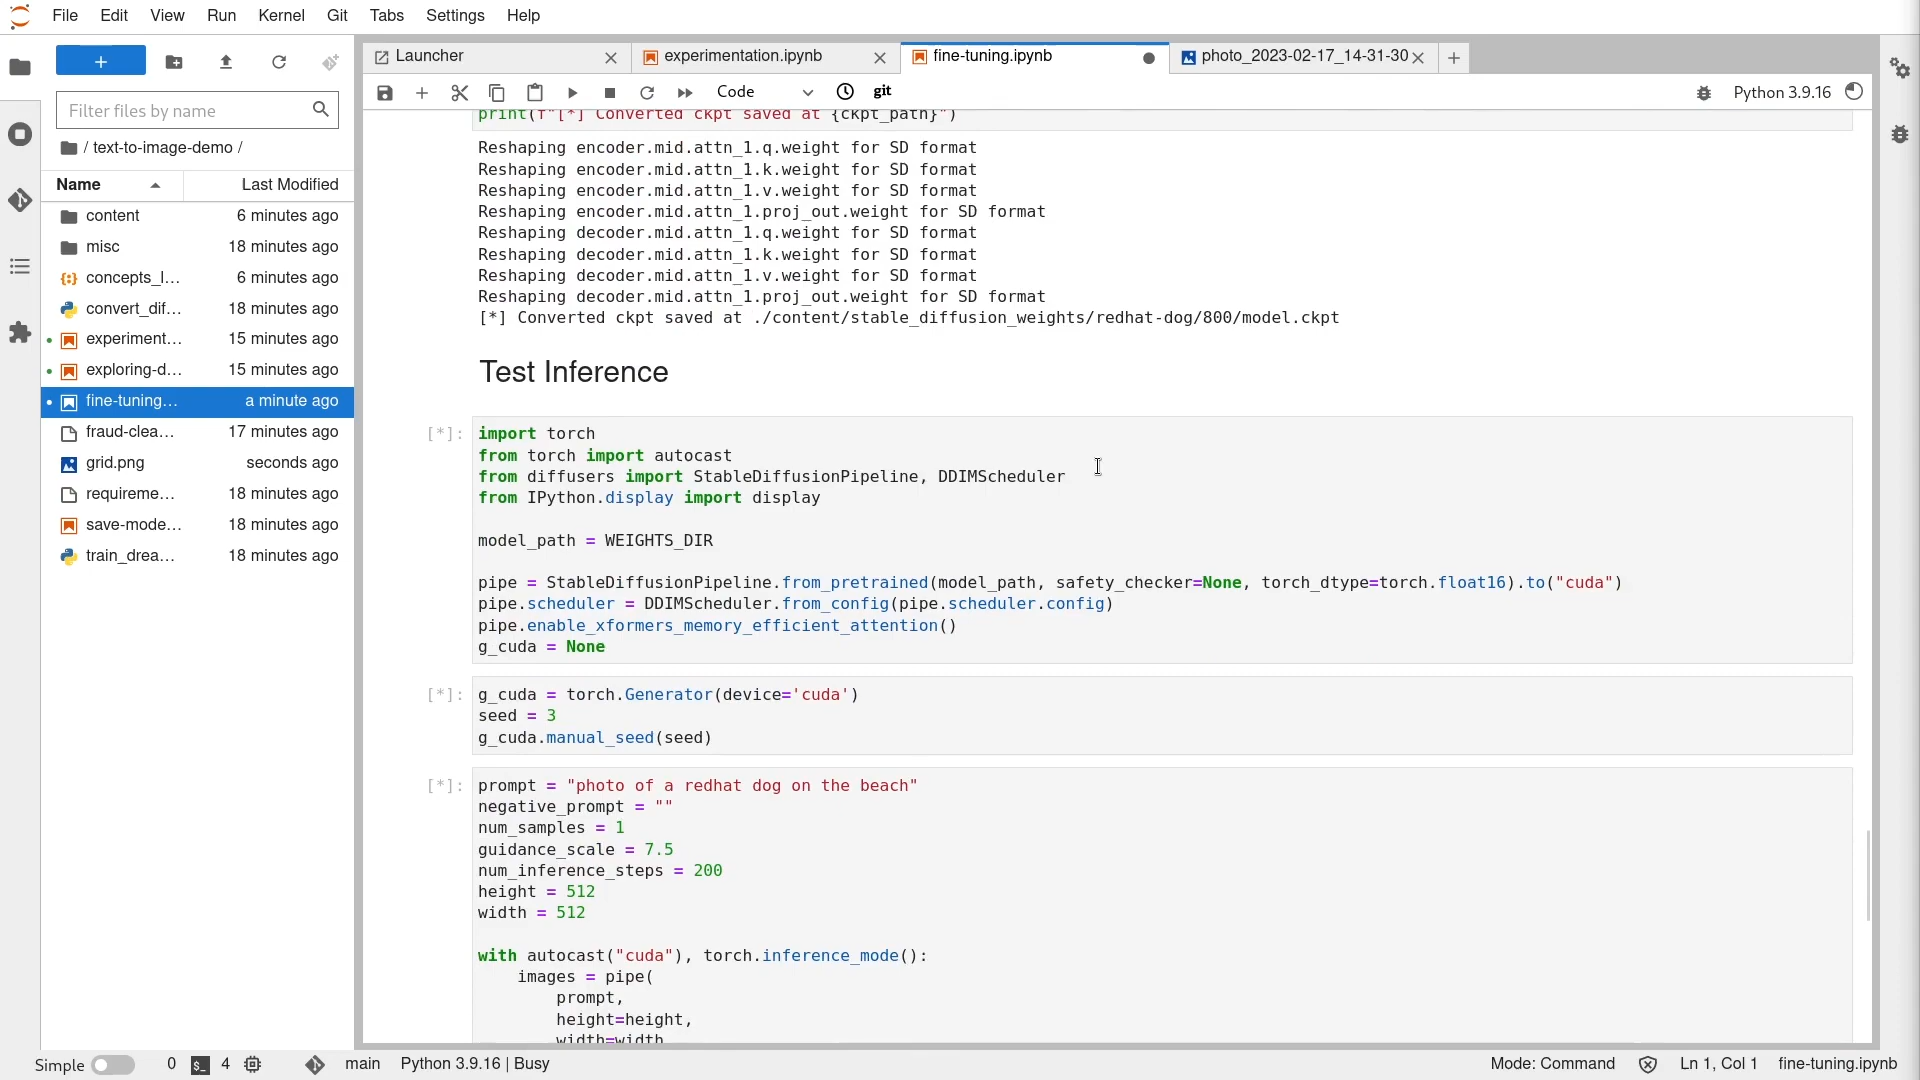 File Edit View Run Kernel Git Tabs Settings Help
Launcher experimentation.ipynb fine-tuning.ipynb photo_2023-02-17_14-31-30
+ Code git Python 3.9.16
Filter files by name
/ text-to-image-demo /
Name Last Modified
content 6 minutes ago
misc 18 minutes ago
concepts_l... 6 minutes ago
convert_dif... 18 minutes ago
experiment... 15 minutes ago
exploring-d... 15 minutes ago
fine-tuning... a minute ago
fraud-clea... 17 minutes ago
grid.png seconds ago
requireme... 18 minutes ago
save-mode... 18 minutes ago
train_drea... 18 minutes ago
print(f"[*] Converted ckpt saved at {ckpt_path}")
Reshaping encoder.mid.attn_1.q.weight for SD format
Reshaping encoder.mid.attn_1.k.weight for SD format
Reshaping encoder.mid.attn_1.v.weight for SD format
Reshaping encoder.mid.attn_1.proj_out.weight for SD format
Reshaping decoder.mid.attn_1.q.weight for SD format
Reshaping decoder.mid.attn_1.k.weight for SD format
Reshaping decoder.mid.attn_1.v.weight for SD format
Reshaping decoder.mid.attn_1.proj_out.weight for SD format
[*] Converted ckpt saved at ./content/stable_diffusion_weights/redhat-dog/800/model.ckpt
Test Inference
[*]: import torch
from torch import autocast
from diffusers import StableDiffusionPipeline, DDIMScheduler
from IPython.display import display
model_path = WEIGHTS_DIR
pipe = StableDiffusionPipeline.from_pretrained(model_path, safety_checker=None, torch_dtype=torch.float16).to("cuda")
pipe.scheduler = DDIMScheduler.from_config(pipe.scheduler.config)
pipe.enable_xformers_memory_efficient_attention()
g_cuda = None
[*]: g_cuda = torch.Generator(device='cuda')
seed = 3
g_cuda.manual_seed(seed)
[*]: prompt = "photo of a redhat dog on the beach"
negative_prompt = ""
num_samples = 1
guidance_scale = 7.5
num_inference_steps = 200
height = 512
width = 512
with autocast("cuda"), torch.inference_mode():
    images = pipe(
        prompt,
        height=height,
        width=width
Simple 0 $_ 4 main Python 3.9.16 | Busy Mode: Command Ln 1, Col 1 fine-tuning.ipynb